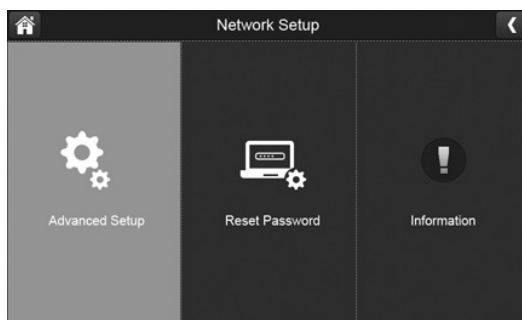 Network Setup
Advanced Setup
Reset Password
Information